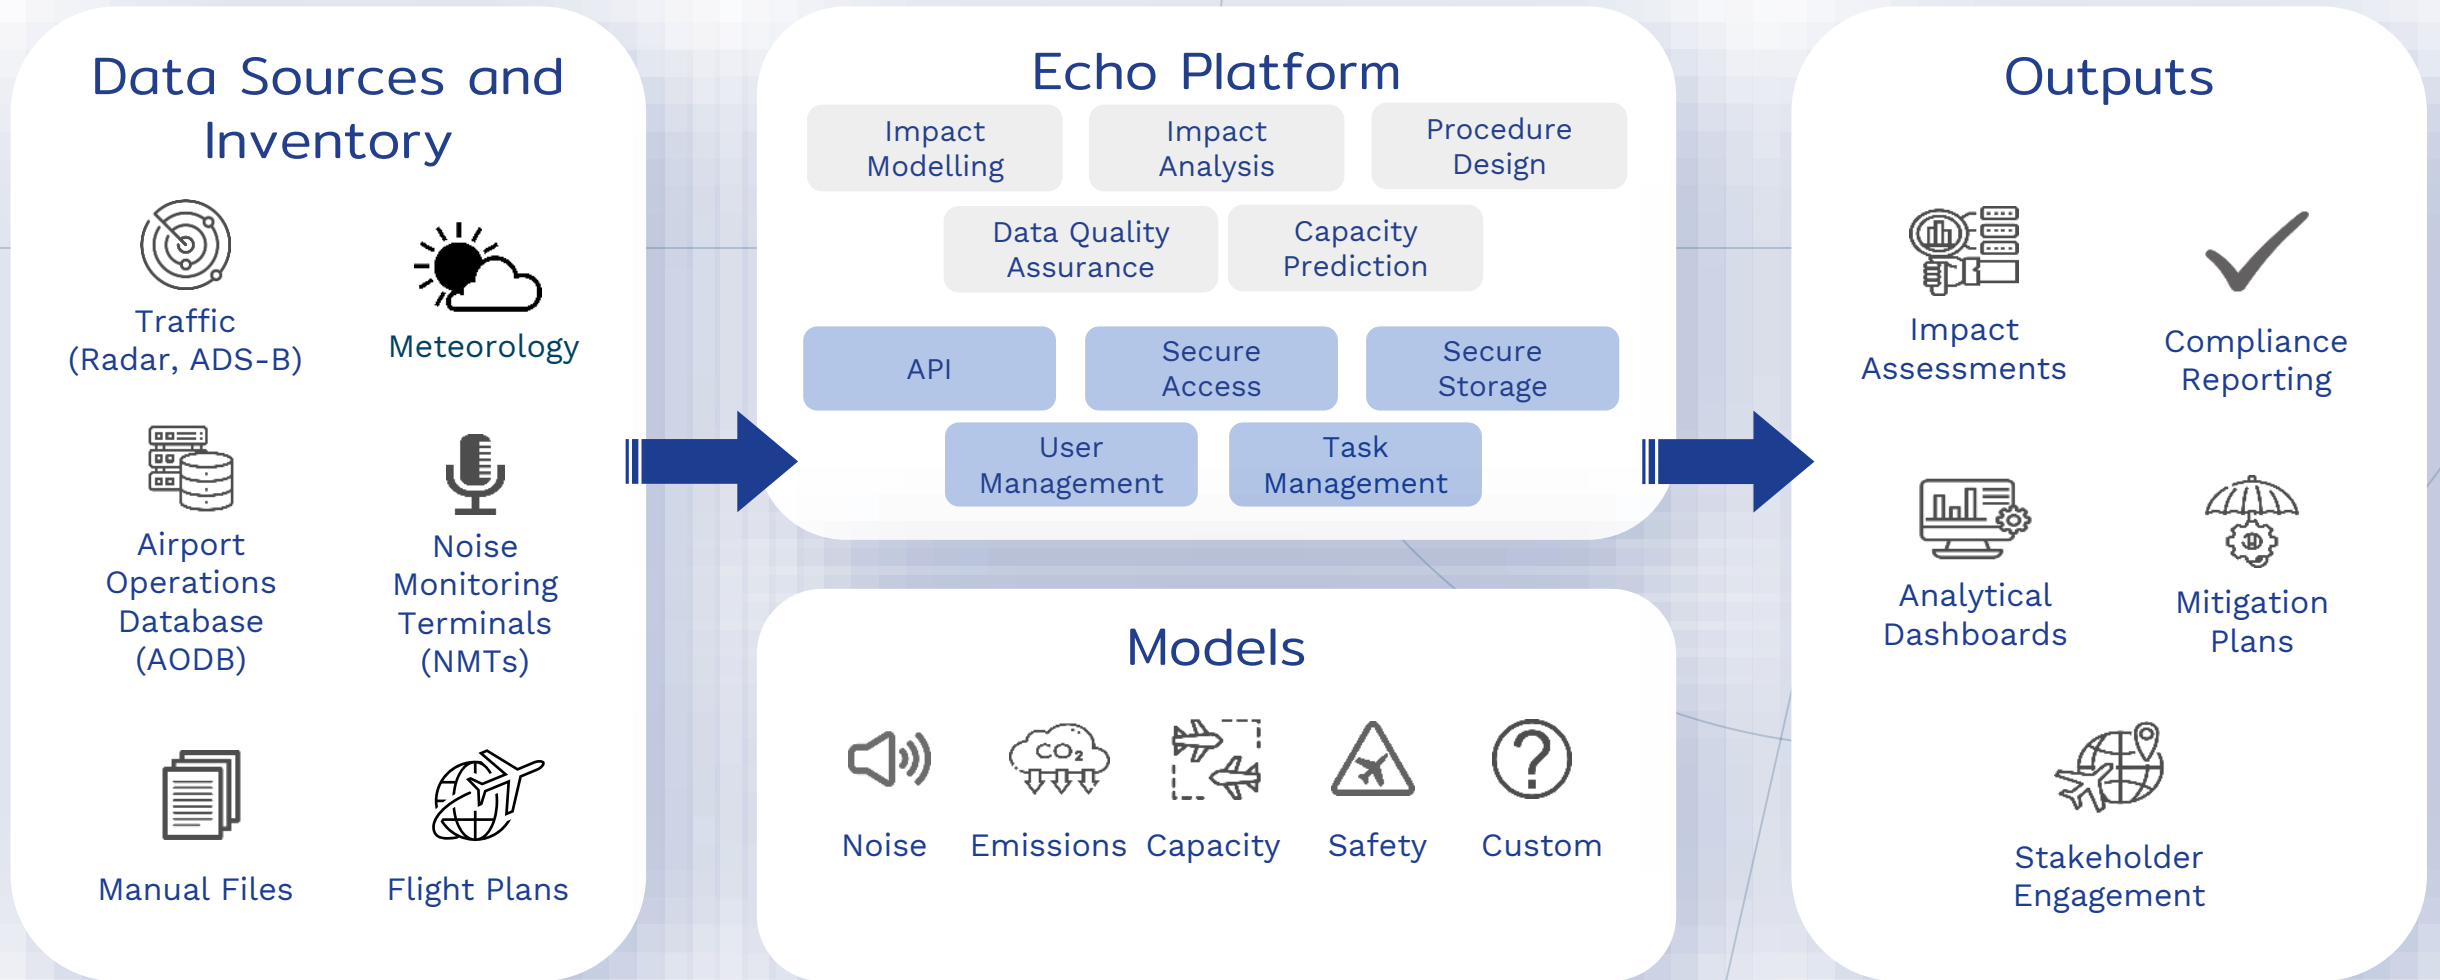 Data Sources and
Inventory
Traffic
(Radar, ADS-B)
Meteorology
Airport
Operations
Database
(AODB)
Noise
Monitoring
Terminals
(NMTs)
Manual Files
Flight Plans
Echo Platform
Impact
Modelling
Impact
Analysis
Procedure
Design
Data Quality
Assurance
Capacity
Prediction
API
Secure
Access
Secure
Storage
User
Management
Task
Management
Models
CO₂
Noise
Emissions
Capacity
Safety
?
Custom
Outputs
Impact
Assessments
Compliance
Reporting
Analytical
Dashboards
Mitigation
Plans
Stakeholder
Engagement